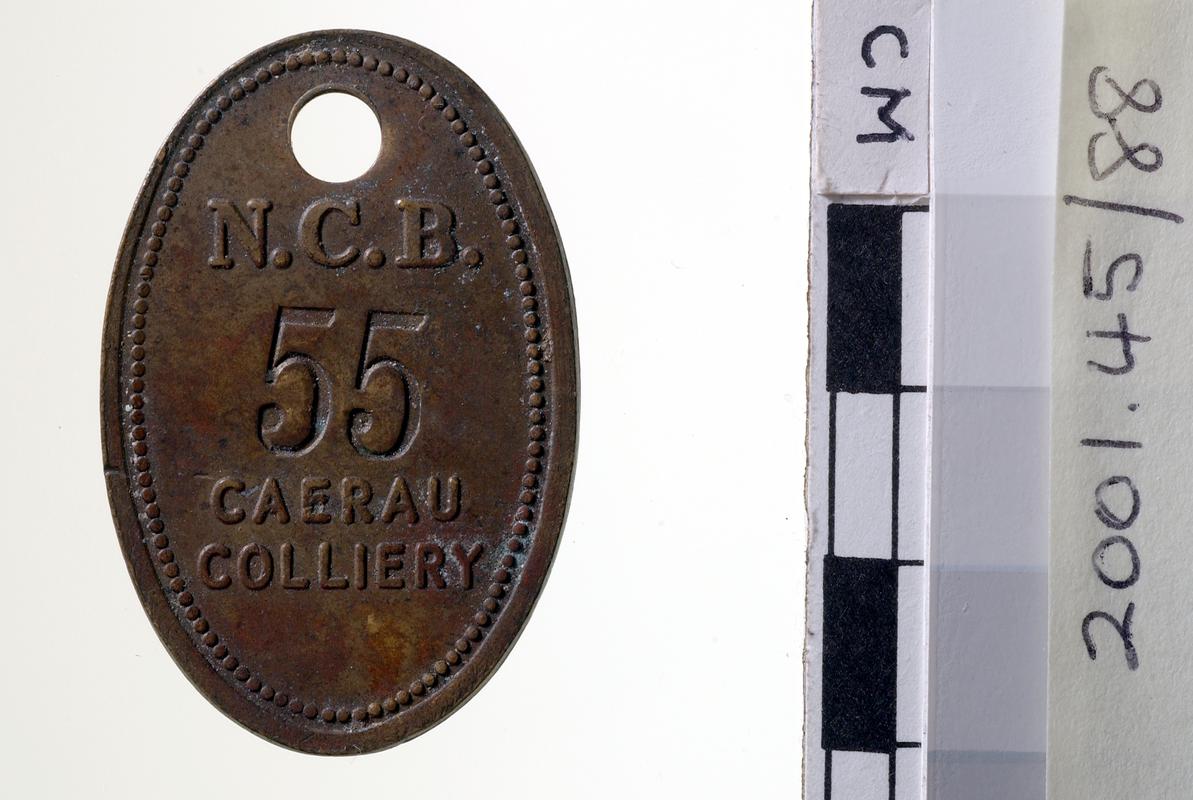 N.C.B.
55
CAERAU
COLLIERY
CM
2001.45/88